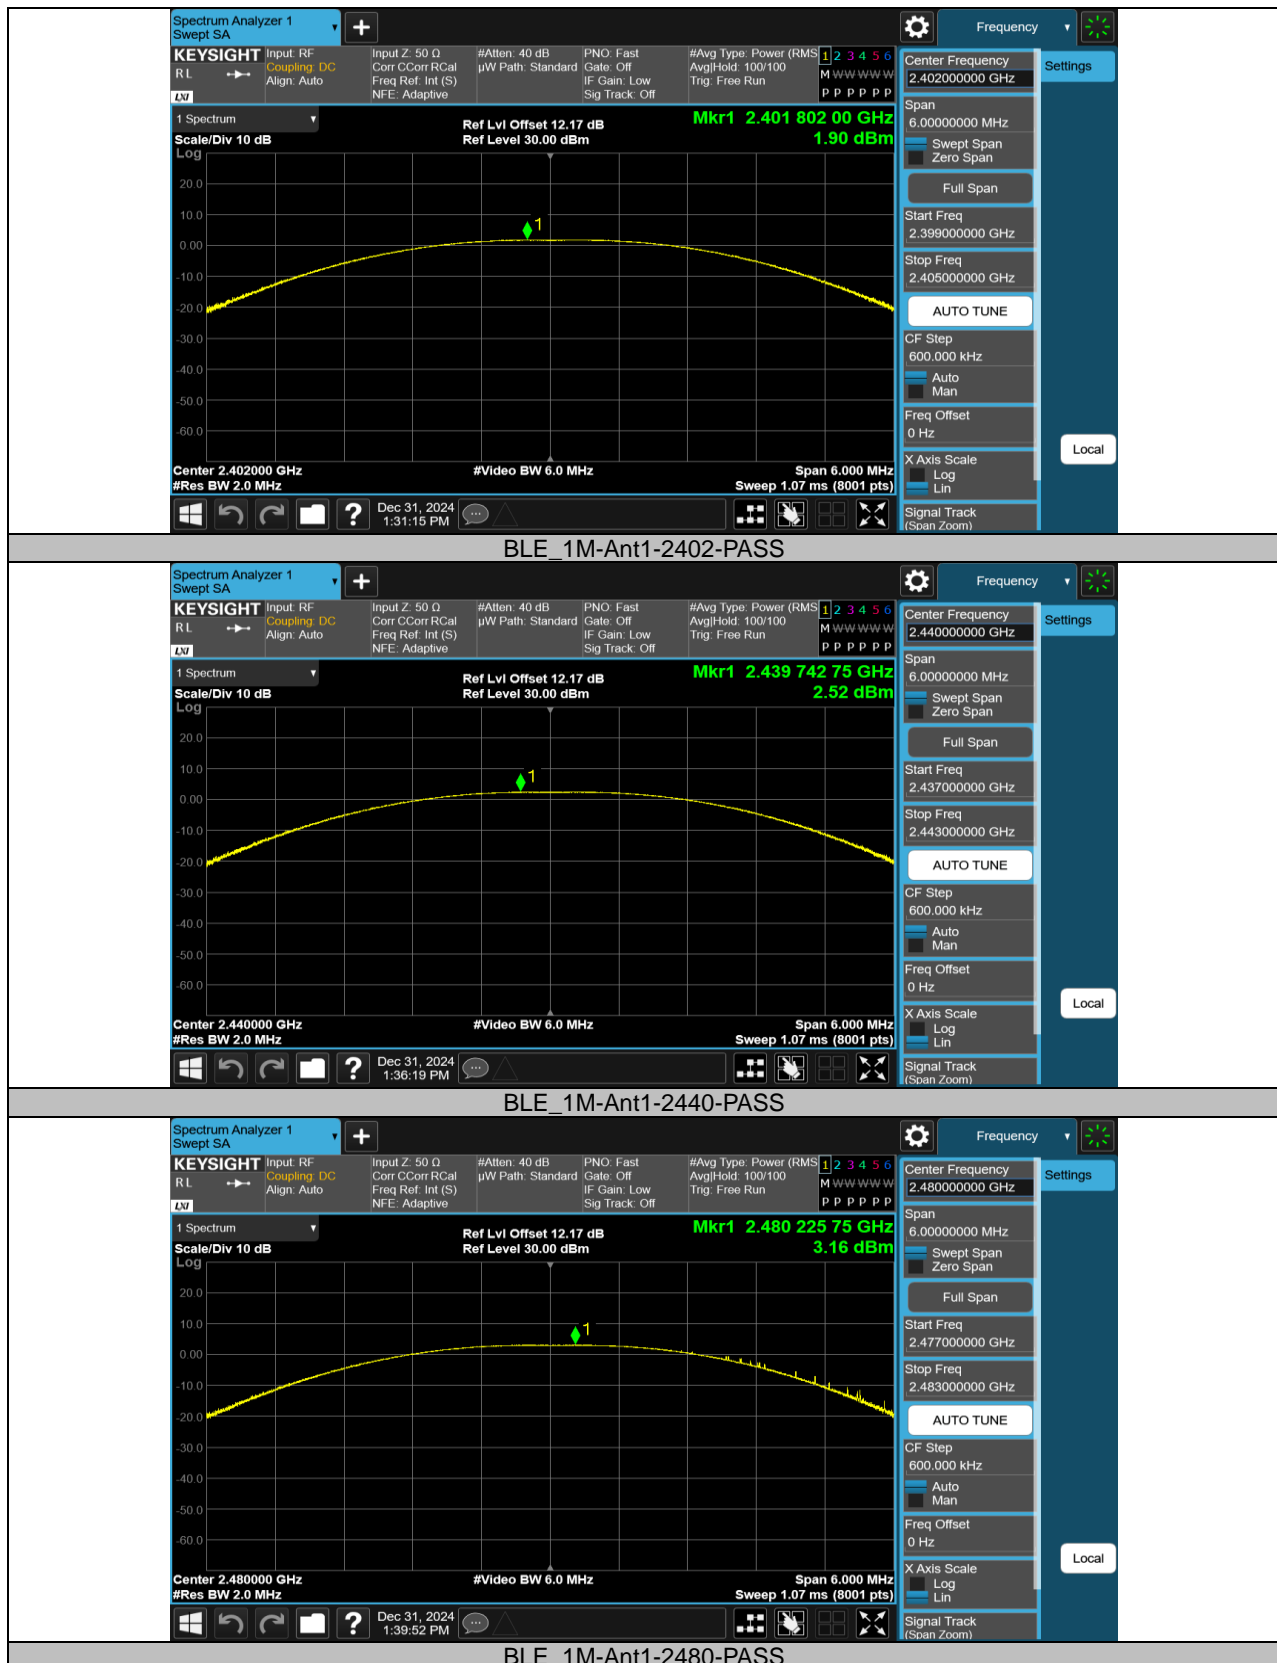 Spectrum Analyzer 1
Swept SA
+
Frequency
KEYSIGHT
R L
LXI
Input: RF
Coupling: DC
Align: Auto
Input Z: 50 Ω
Corr CCorr RCal
Freq Ref: Int (S)
NFE: Adaptive
#Atten: 40 dB
µW Path: Standard
PNO: Fast
Gate: Off
IF Gain: Low
Sig Track: Off
#Avg Type: Power (RMS
Avg|Hold: 100/100
Trig: Free Run
1 2 3 4 5 6
M W W W W W
P P P P P P
1 Spectrum
Scale/Div 10 dB
Log
Ref Lvl Offset 12.17 dB
Ref Level 30.00 dBm
Mkr1 2.401 802 00 GHz
1.90 dBm
1
20.0
10.0
0.00
-10.0
-20.0
-30.0
-40.0
-50.0
-60.0
Center 2.402000 GHz
#Res BW 2.0 MHz
#Video BW 6.0 MHz
Span 6.000 MHz
Sweep 1.07 ms (8001 pts)
?
Dec 31, 2024
1:31:15 PM
Center Frequency
2.402000000 GHz
Span
6.00000000 MHz
Swept Span
Zero Span
Full Span
Start Freq
2.399000000 GHz
Stop Freq
2.405000000 GHz
AUTO TUNE
CF Step
600.000 kHz
Auto
Man
Freq Offset
0 Hz
X Axis Scale
Log
Lin
Signal Track
(Span Zoom)
Settings
Local
BLE_1M-Ant1-2402-PASS
Spectrum Analyzer 1
Swept SA
+
Frequency
KEYSIGHT
R L
LXI
Input: RF
Coupling: DC
Align: Auto
Input Z: 50 Ω
Corr CCorr RCal
Freq Ref: Int (S)
NFE: Adaptive
#Atten: 40 dB
µW Path: Standard
PNO: Fast
Gate: Off
IF Gain: Low
Sig Track: Off
#Avg Type: Power (RMS
Avg|Hold: 100/100
Trig: Free Run
1 2 3 4 5 6
M W W W W W
P P P P P P
1 Spectrum
Scale/Div 10 dB
Log
Ref Lvl Offset 12.17 dB
Ref Level 30.00 dBm
Mkr1 2.439 742 75 GHz
2.52 dBm
1
20.0
10.0
0.00
-10.0
-20.0
-30.0
-40.0
-50.0
-60.0
Center 2.440000 GHz
#Res BW 2.0 MHz
#Video BW 6.0 MHz
Span 6.000 MHz
Sweep 1.07 ms (8001 pts)
?
Dec 31, 2024
1:36:19 PM
Center Frequency
2.440000000 GHz
Span
6.00000000 MHz
Swept Span
Zero Span
Full Span
Start Freq
2.437000000 GHz
Stop Freq
2.443000000 GHz
AUTO TUNE
CF Step
600.000 kHz
Auto
Man
Freq Offset
0 Hz
X Axis Scale
Log
Lin
Signal Track
(Span Zoom)
Settings
Local
BLE_1M-Ant1-2440-PASS
Spectrum Analyzer 1
Swept SA
+
Frequency
KEYSIGHT
R L
LXI
Input: RF
Coupling: DC
Align: Auto
Input Z: 50 Ω
Corr CCorr RCal
Freq Ref: Int (S)
NFE: Adaptive
#Atten: 40 dB
µW Path: Standard
PNO: Fast
Gate: Off
IF Gain: Low
Sig Track: Off
#Avg Type: Power (RMS
Avg|Hold: 100/100
Trig: Free Run
1 2 3 4 5 6
M W W W W W
P P P P P P
1 Spectrum
Scale/Div 10 dB
Log
Ref Lvl Offset 12.17 dB
Ref Level 30.00 dBm
Mkr1 2.480 225 75 GHz
3.16 dBm
1
20.0
10.0
0.00
-10.0
-20.0
-30.0
-40.0
-50.0
-60.0
Center 2.480000 GHz
#Res BW 2.0 MHz
#Video BW 6.0 MHz
Span 6.000 MHz
Sweep 1.07 ms (8001 pts)
?
Dec 31, 2024
1:39:52 PM
Center Frequency
2.480000000 GHz
Span
6.00000000 MHz
Swept Span
Zero Span
Full Span
Start Freq
2.477000000 GHz
Stop Freq
2.483000000 GHz
AUTO TUNE
CF Step
600.000 kHz
Auto
Man
Freq Offset
0 Hz
X Axis Scale
Log
Lin
Signal Track
(Span Zoom)
Settings
Local
BLE_1M-Ant1-2480-PASS